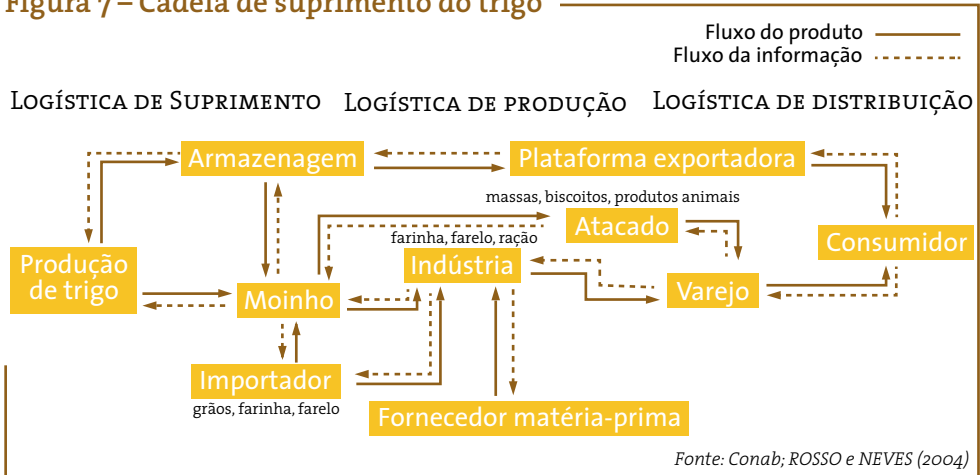 Figura 7 – Cadeia de suprimento do trigo
Fluxo do produto
Fluxo da informação
Logística de Suprimento
Logística de produção
Logística de distribuição
Armazenagem
Plataforma exportadora
massas, biscoitos, produtos animais
Atacado
farinha, farelo, ração
Indústria
Consumidor
Produção
de trigo
Moinho
Varejo
Importador
grãos, farinha, farelo
Fornecedor matéria-prima
Fonte: Conab; ROSSO e NEVES (2004)